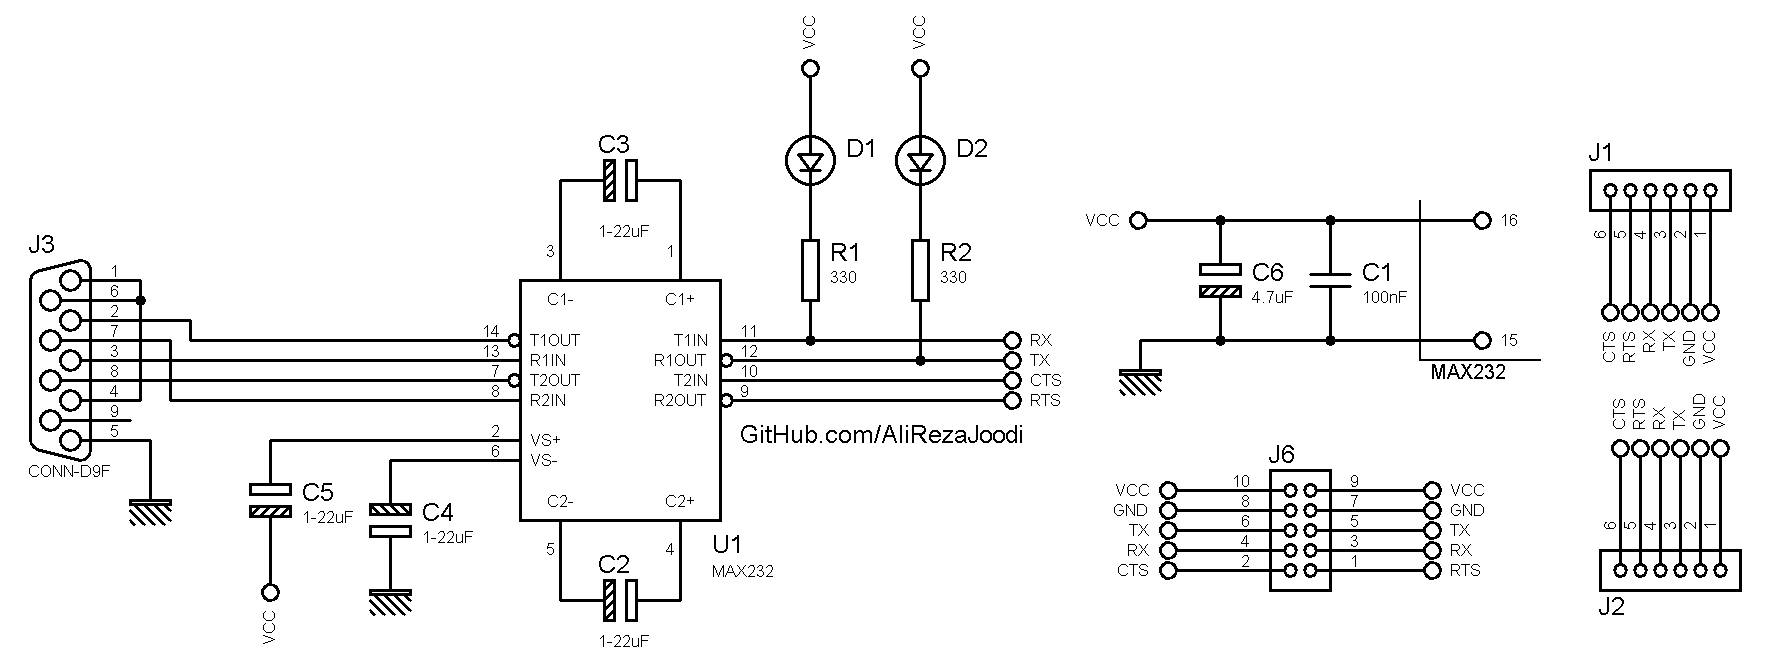 VCC
VCC
D1
D2
C3
1-22uF
3
1
R1
330
R2
330
J3
1
6
2
7
3
8
4
9
5
CONN-D9F
C1-
C1+
14
T1OUT
T1IN
11
RX
13
R1IN
R1OUT
12
TX
7
T2OUT
T2IN
10
CTS
8
R2IN
R2OUT
9
RTS
2
VS+
6
VS-
C2-
C2+
GitHub.com/AliRezaJoodi
C5
1-22uF
C4
1-22uF
VCC
5
4
U1
MAX232
C2
1-22uF
VCC
16
C6
4.7uF
C1
100nF
15
MAX232
J6
VCC
10
9
VCC
GND
8
7
GND
TX
6
5
TX
RX
4
3
RX
CTS
2
1
RTS
J1
6
5
4
3
2
1
CTS
RTS
RX
TX
GND
VCC
CTS
RTS
RX
TX
GND
VCC
6
5
4
3
2
1
J2